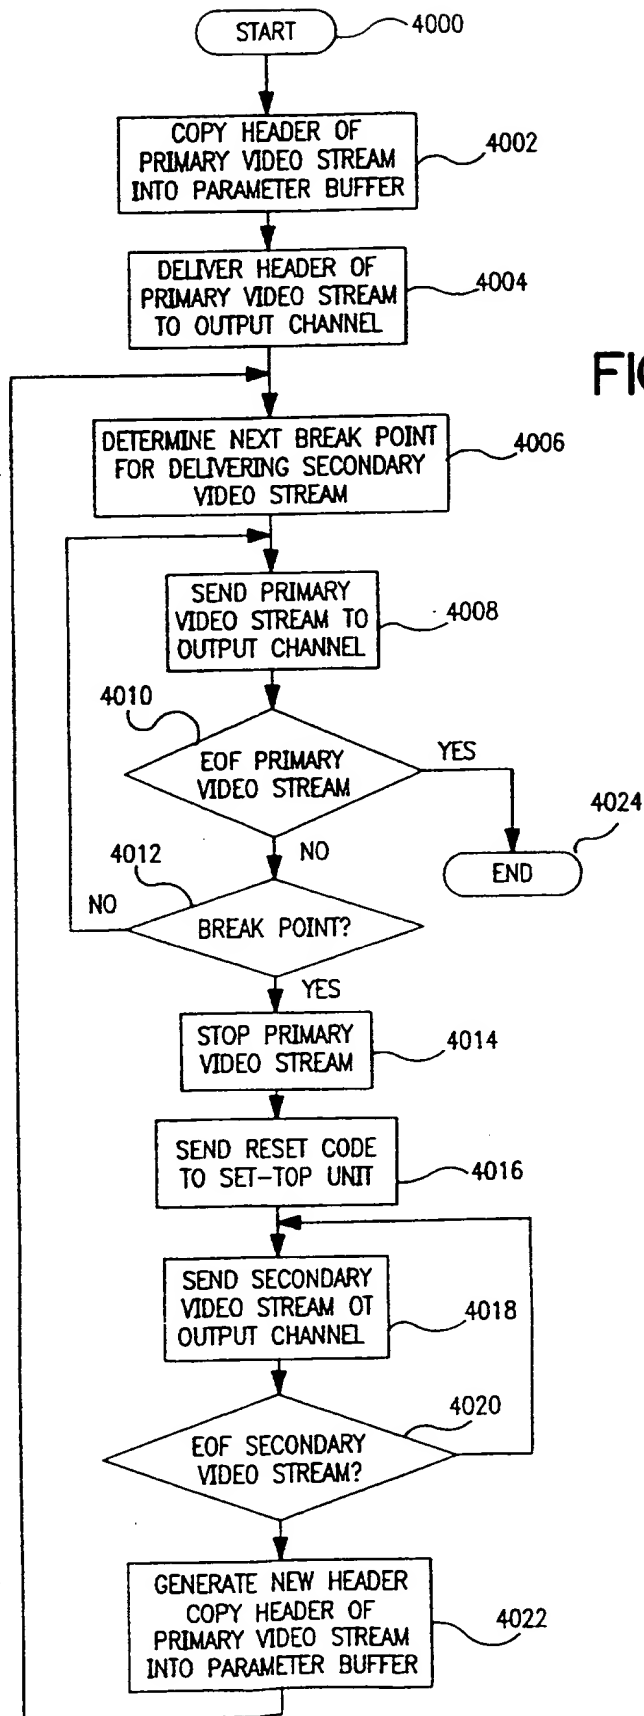 START
4000
COPY HEADER OF
PRIMARY VIDEO STREAM
INTO PARAMETER BUFFER
4002
DELIVER HEADER OF
PRIMARY VIDEO STREAM
TO OUTPUT CHANNEL
4004
FIG
DETERMINE NEXT BREAK POINT
FOR DELIVERING SECONDARY
VIDEO STREAM
4006
SEND PRIMARY
VIDEO STREAM TO
OUTPUT CHANNEL
4008
4010
EOF PRIMARY
VIDEO STREAM
YES
4024
END
NO
4012
BREAK POINT?
NO
YES
STOP PRIMARY
VIDEO STREAM
4014
SEND RESET CODE
TO SET-TOP UNIT
4016
SEND SECONDARY
VIDEO STREAM OT
OUTPUT CHANNEL
4018
4020
EOF SECONDARY
VIDEO STREAM?
GENERATE NEW HEADER
COPY HEADER OF
PRIMARY VIDEO STREAM
INTO PARAMETER BUFFER
4022